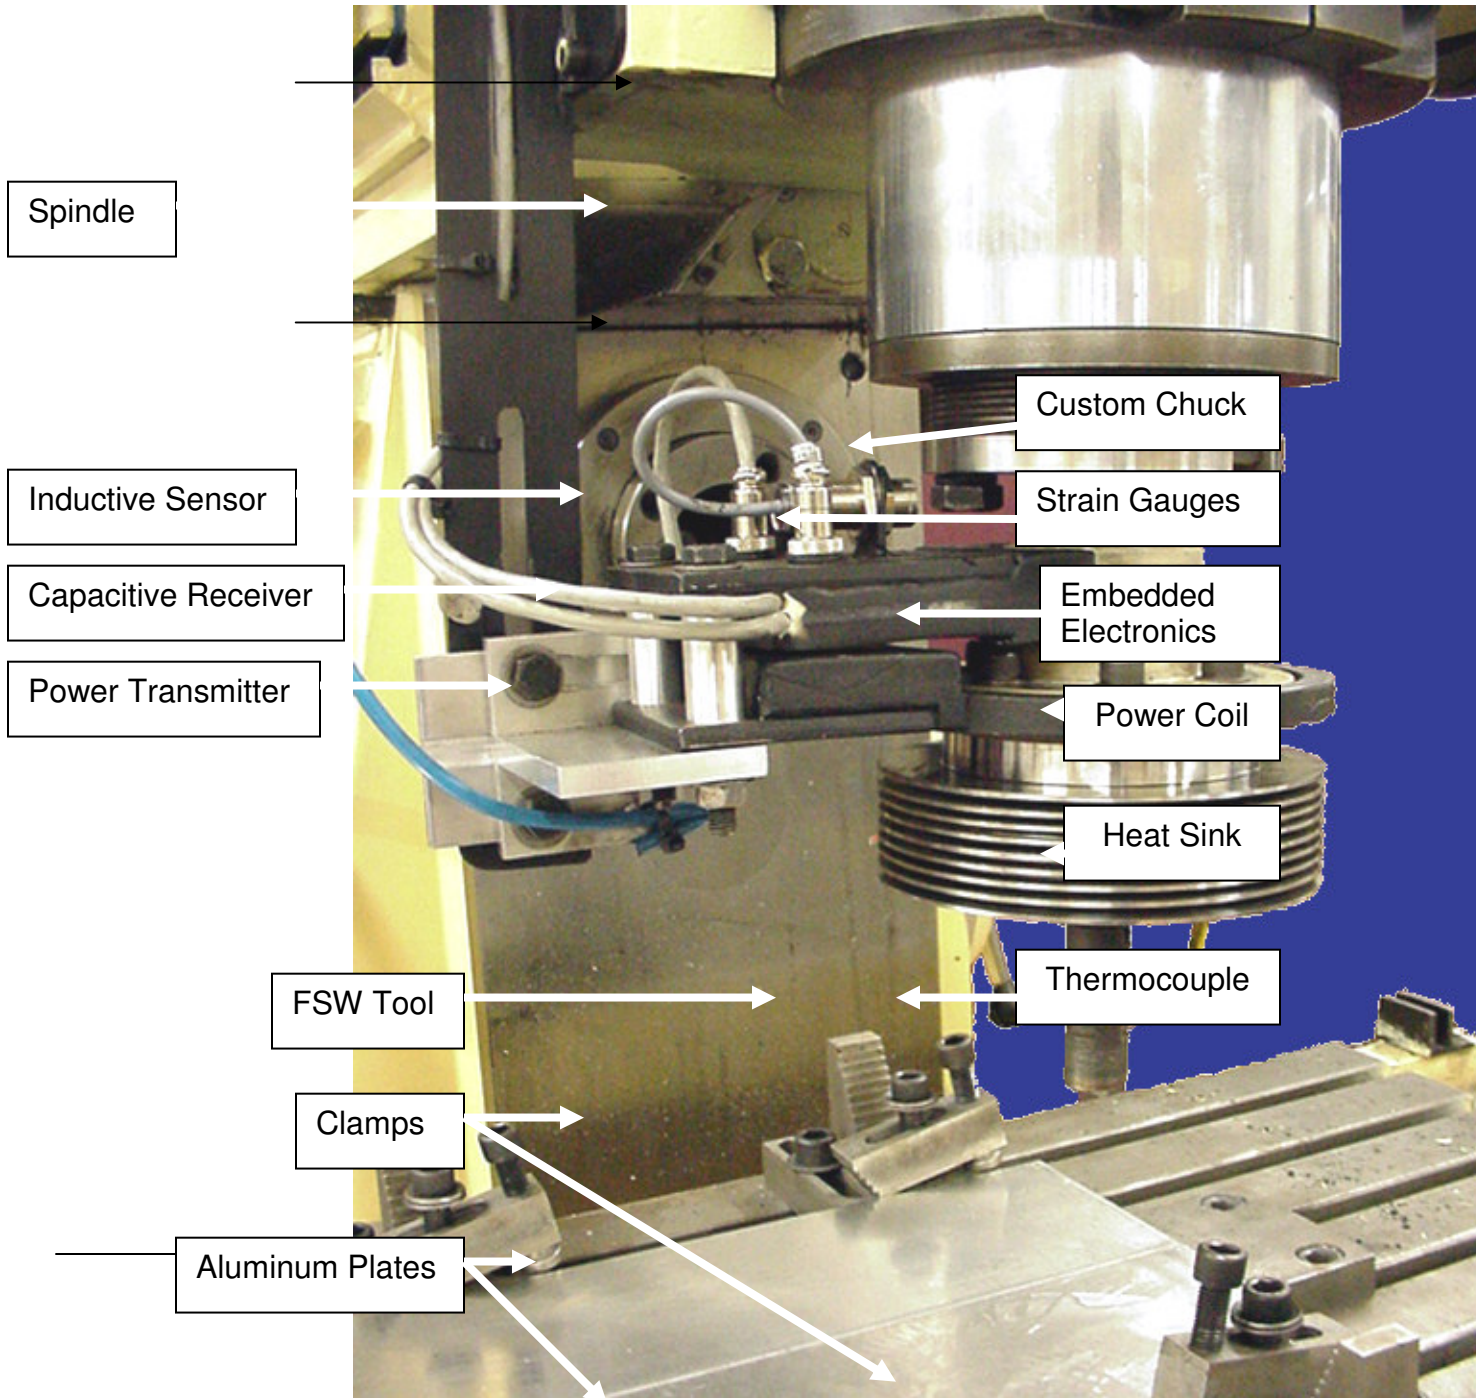 Spindle
Custom Chuck
Inductive Sensor
Strain Gauges
Capacitive Receiver
Embedded
Electronics
Power Transmitter
Power Coil
Heat Sink
FSW Tool
Thermocouple
Clamps
Aluminum Plates